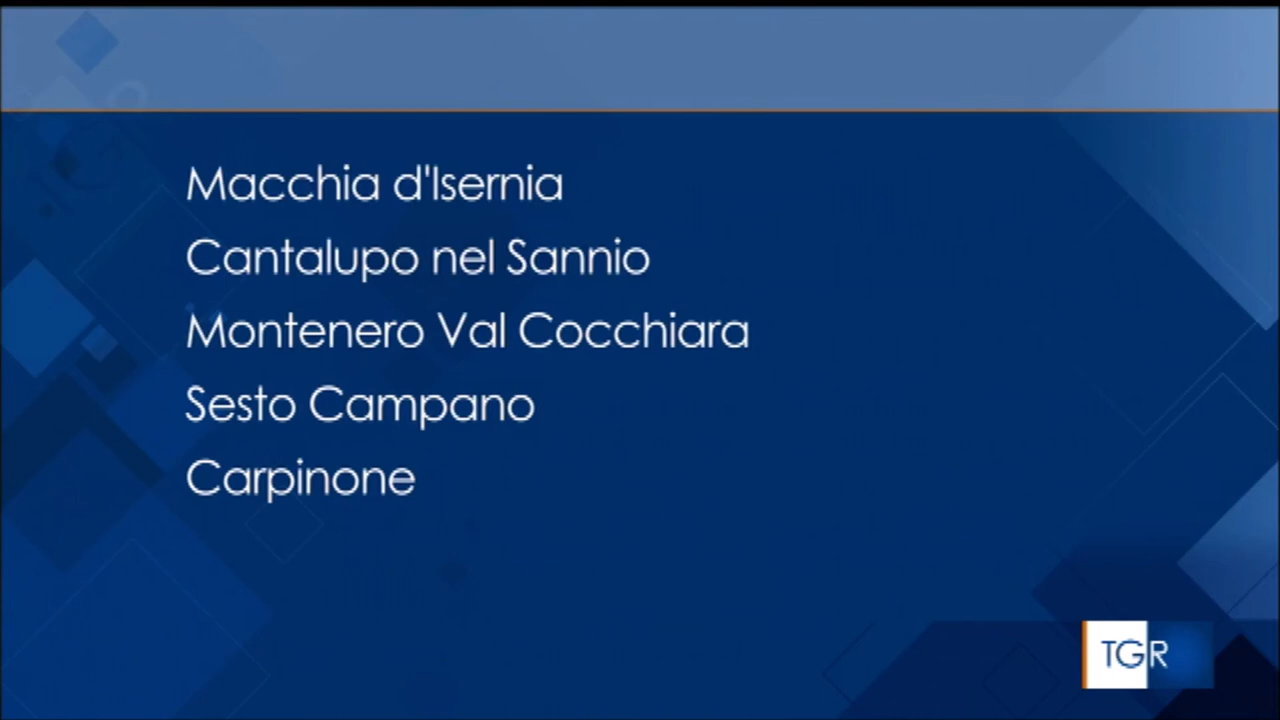 Macchia d'Isernia
Cantalupo nel Sannio
Montenero Val Cocchiara
Sesto Campano
Carpinone
TGR